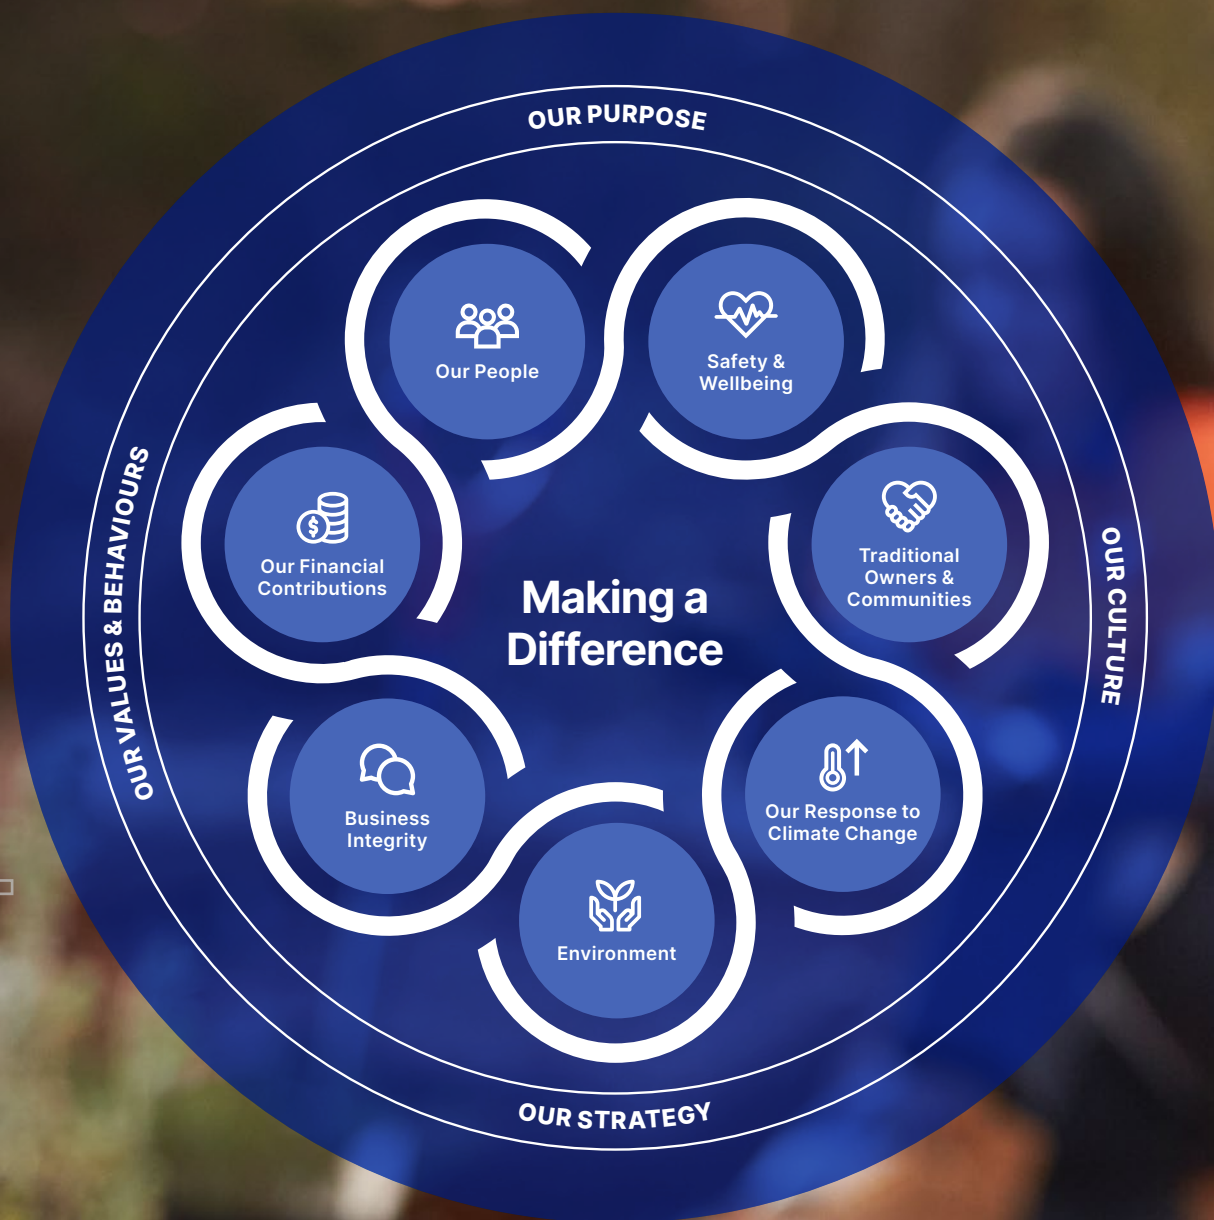 OUR PURPOSE
Our People
Safety &
Wellbeing
Traditional
Owners &
Communities
Our Response to
Climate Change
Environment
Business
Integrity
Our Financial
Contributions
Making a
Difference
OUR CULTURE
OUR STRATEGY
OUR VALUES & BEHAVIOURS